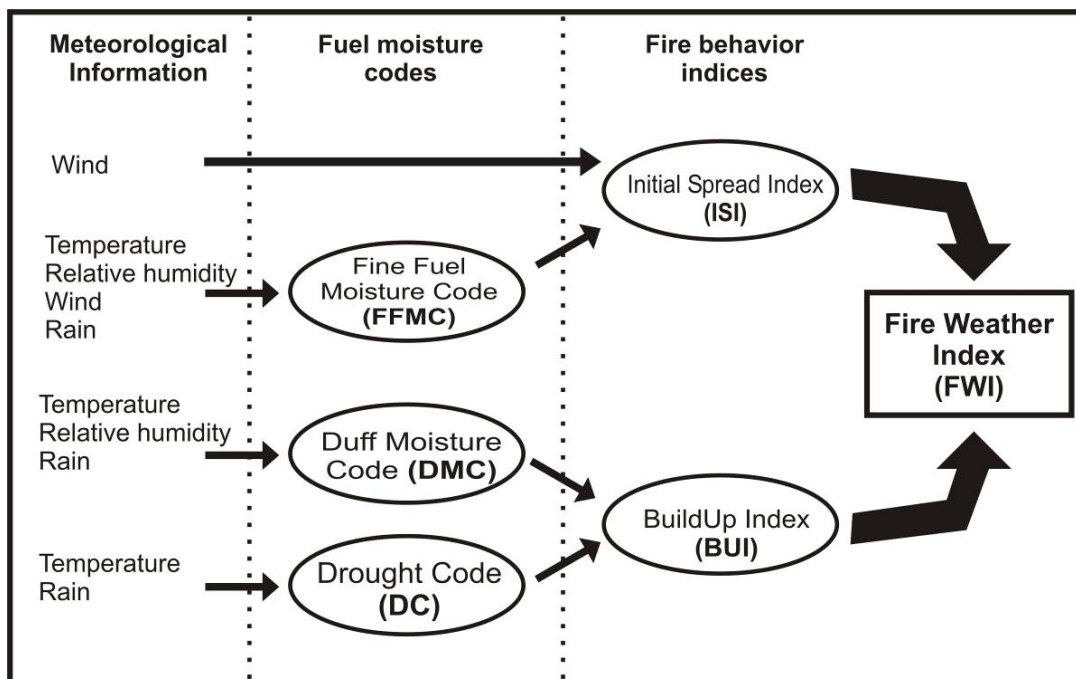 Meteorological
Information
Fuel moisture
codes
Fire behavior
indices
Wind
Initial Spread Index
(ISI)
Temperature
Relative humidity
Wind
Rain
Fine Fuel
Moisture Code
(FFMC)
Fire Weather
Index
(FWI)
Temperature
Relative humidity
Rain
Duff Moisture
Code (DMC)
BuildUp Index
(BUI)
Temperature
Rain
Drought Code
(DC)